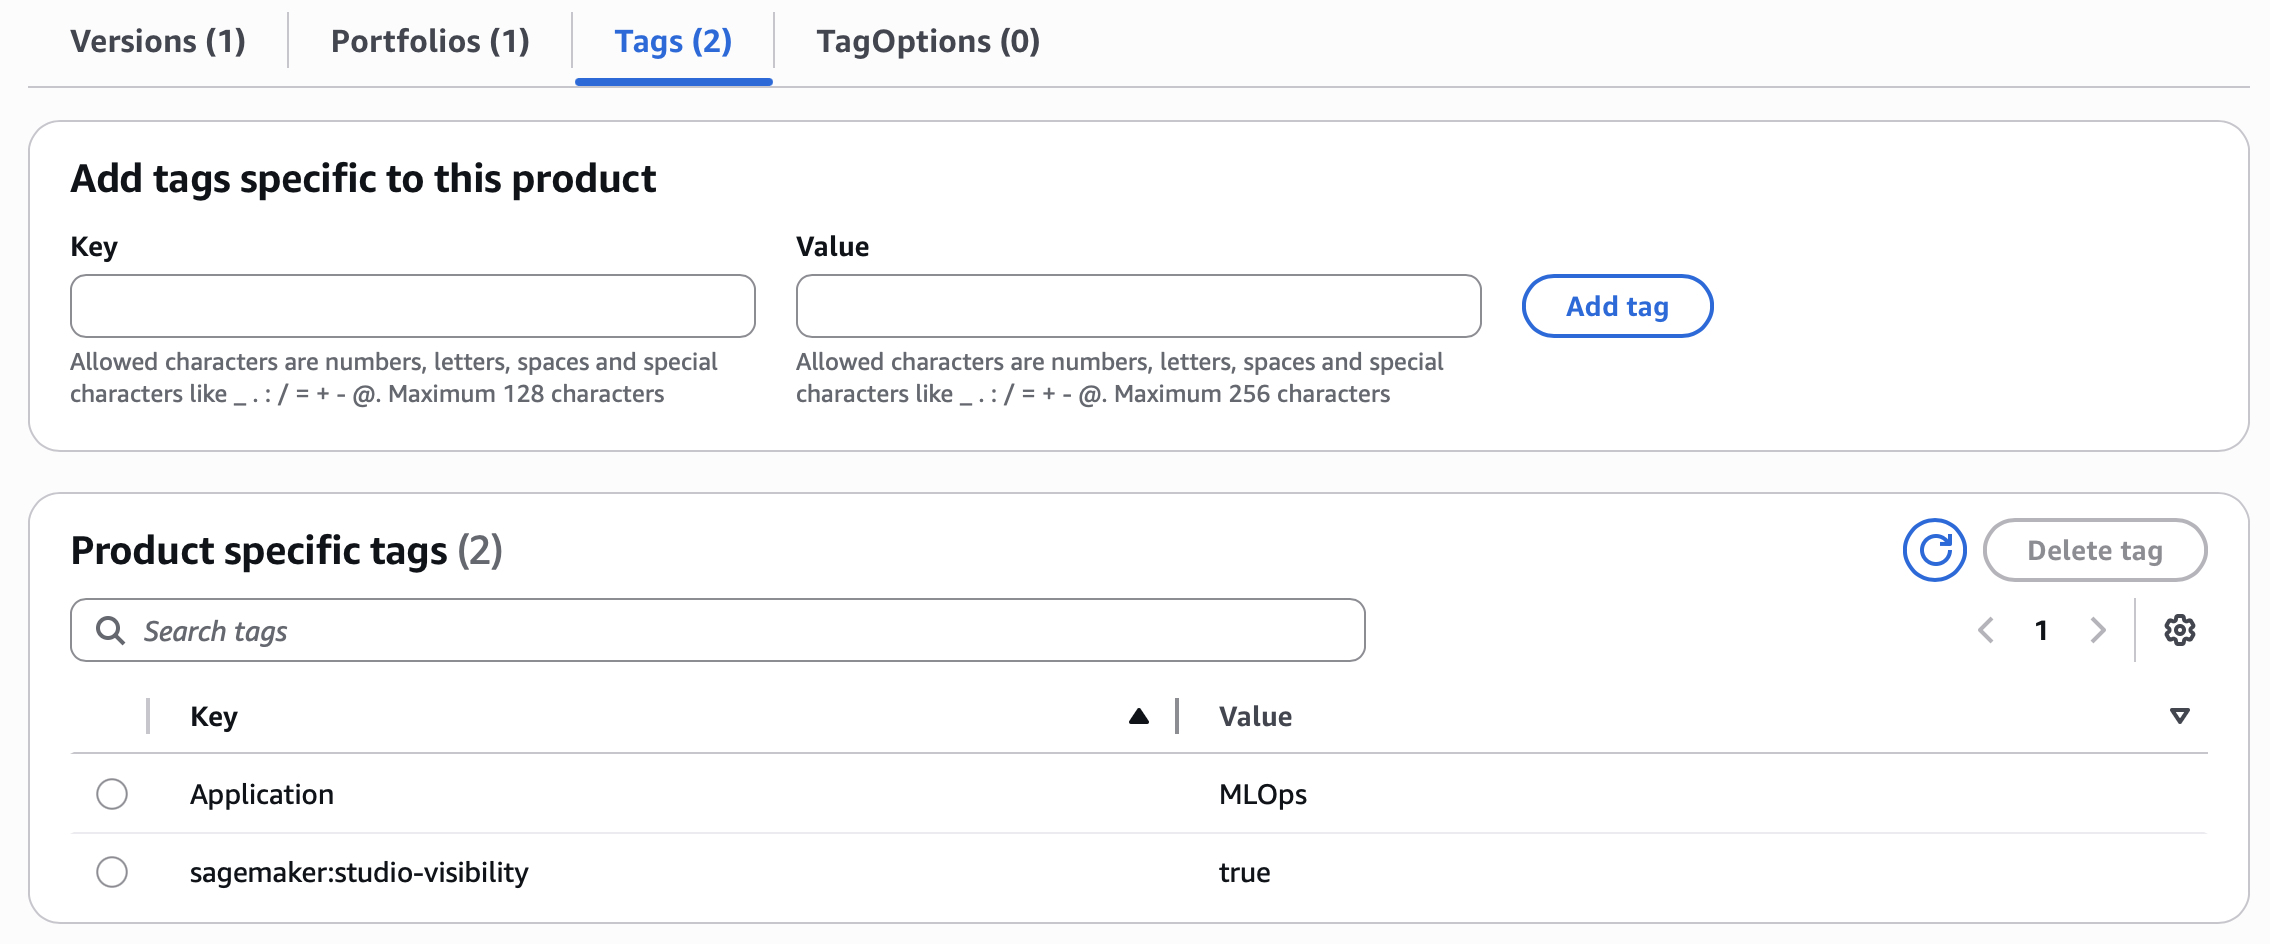 Versions (1)
Portfolios (1)
Tags (2)
TagOptions (0)
Add tags specific to this product
Key
Value
Add tag
Allowed characters are numbers, letters, spaces and special
characters like _ . : / = + - @. Maximum 128 characters
Allowed characters are numbers, letters, spaces and special
characters like _ . : / = + - @. Maximum 256 characters
Product specific tags (2)
Delete tag
Search tags
1
Key
Value
Application
MLOps
sagemaker:studio-visibility
true